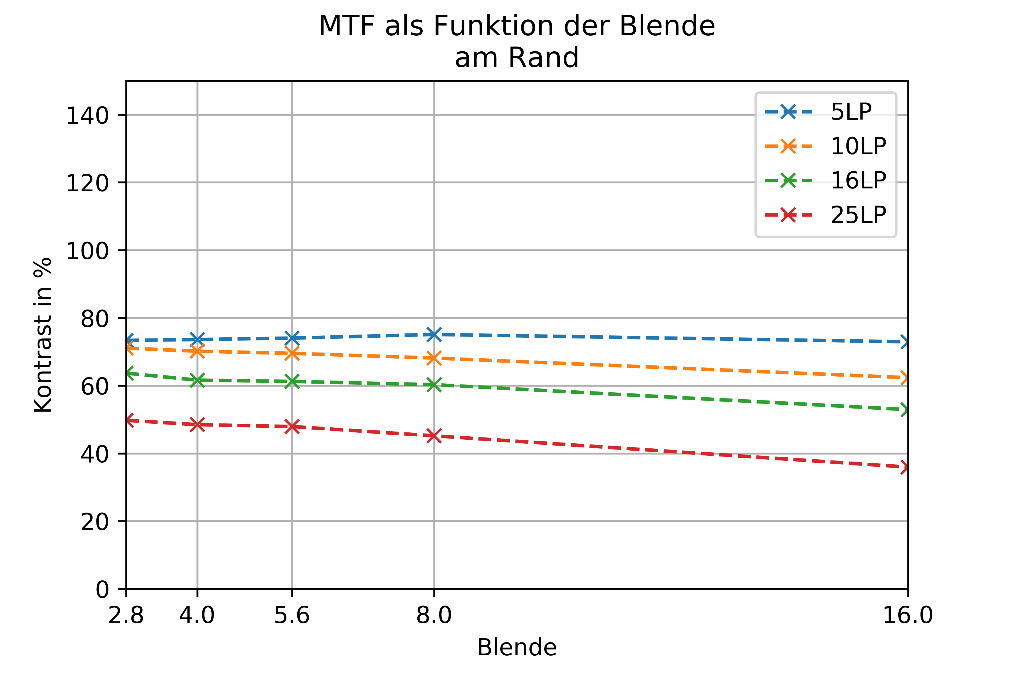 MTF als Funktion der Blende
am Rand
140
120
100
80
60
40
20
0
Kontrast in %
5LP
10LP
16LP
25LP
2.8 4.0 5.6 8.0 16.0
Blende